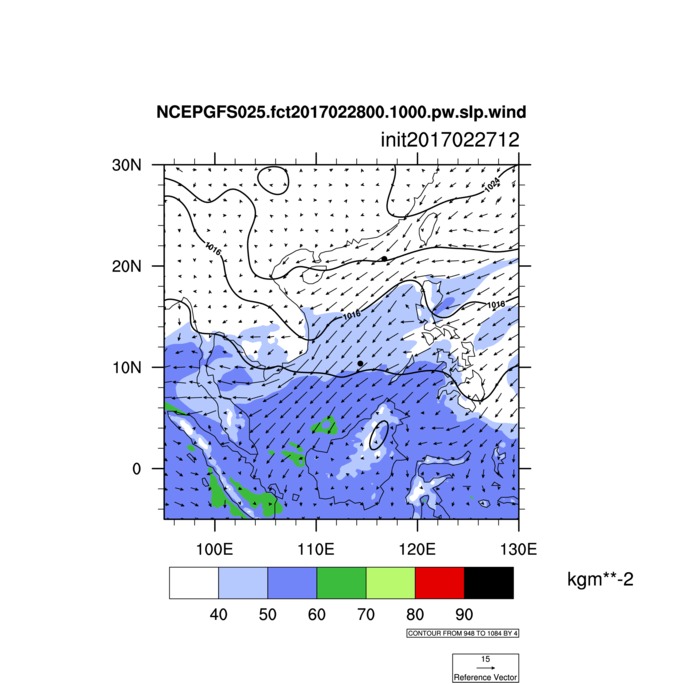 NCEPGFS025.fct2017022800.1000.pw.slp.wind
init2017022712
30N
20N
10N
0
1024
1016
1016
1016
100E 110E 120E 130E
kgm**-2
40 50 60 70 80 90
CONTOUR FROM 948 TO 1084 BY 4
15
Reference Vector